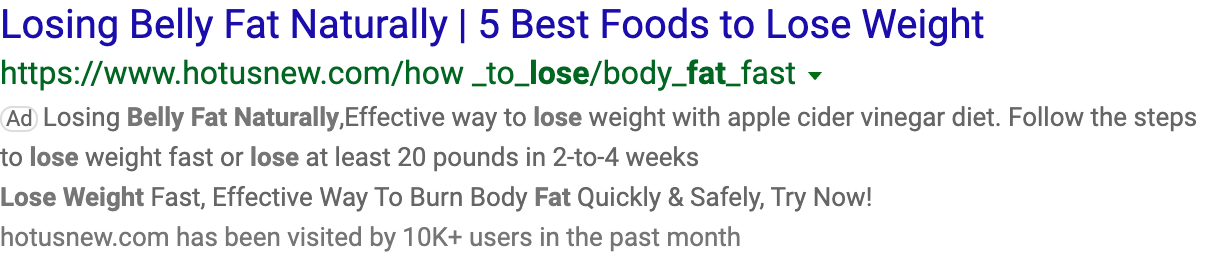 Losing Belly Fat Naturally | 5 Best Foods to Lose Weight
https://www.hotusnew.com/how _to_lose/body_fat_fast
Ad Losing Belly Fat Naturally,Effective way to lose weight with apple cider vinegar diet. Follow the steps
to lose weight fast or lose at least 20 pounds in 2-to-4 weeks
Lose Weight Fast, Effective Way To Burn Body Fat Quickly & Safely, Try Now!
hotusnew.com has been visited by 10K+ users in the past month